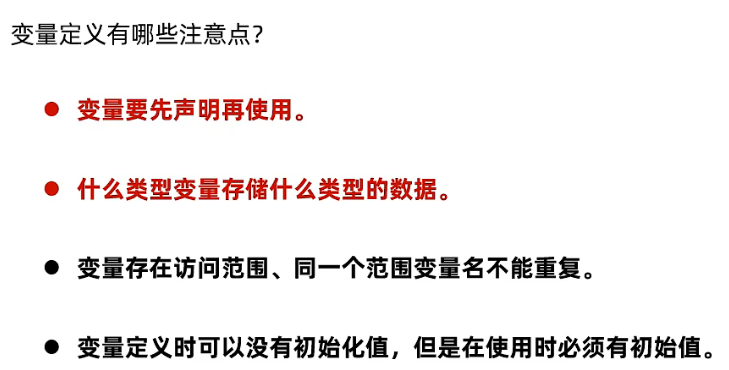 变量定义有哪些注意点？
● 变量要先声明再使用。
● 什么类型变量存储什么类型的数据。
● 变量存在访问范围、同一个范围变量名不能重复。
● 变量定义时可以没有初始化值，但是在使用时必须有初始值。